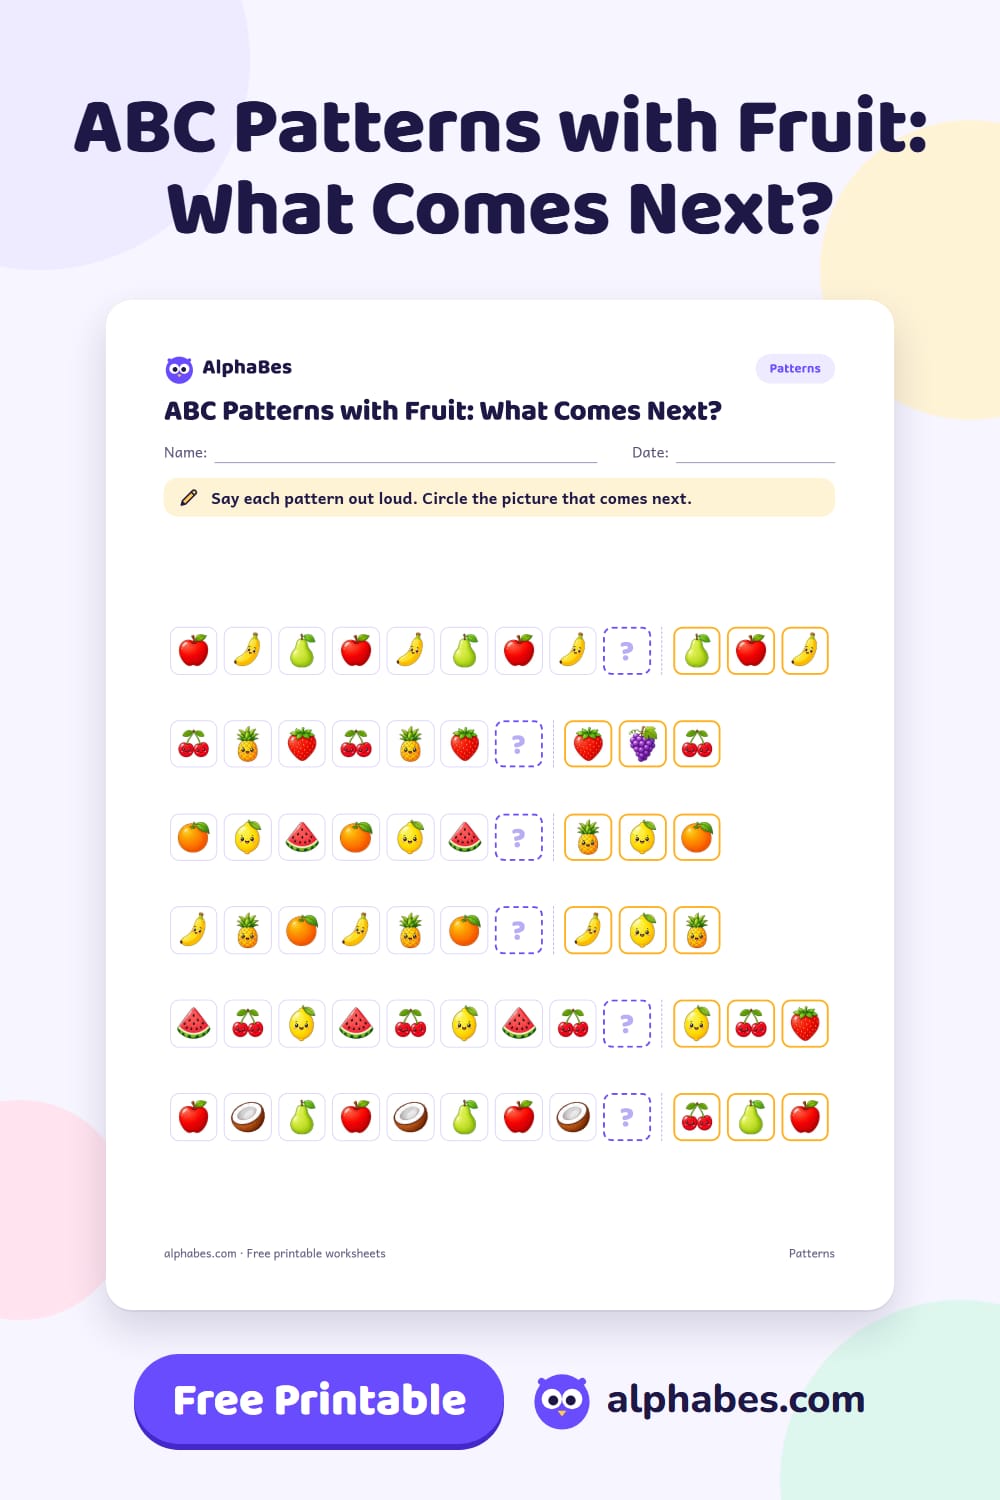 ABC Patterns with Fruit:
What Comes Next?
AlphaBes
Patterns
ABC Patterns with Fruit: What Comes Next?
Name:
Date:
Say each pattern out loud. Circle the picture that comes next.
?
?
?
?
?
?
alphabes.com · Free printable worksheets
Patterns
Free Printable
alphabes.com